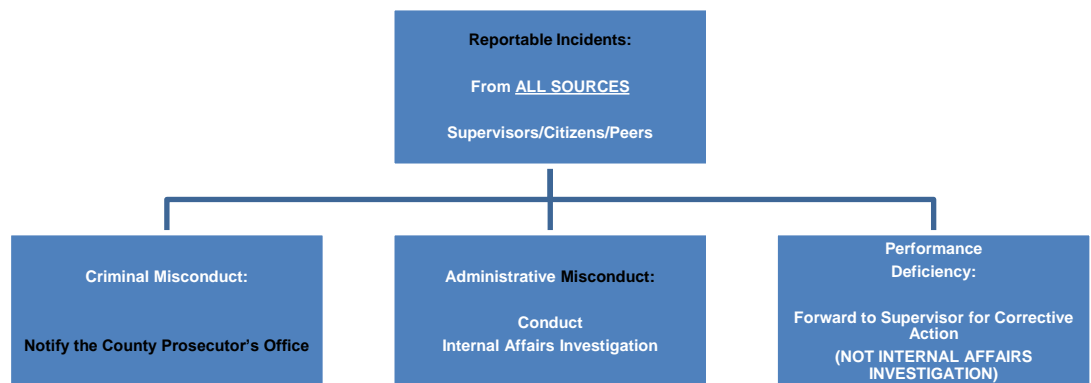 Reportable Incidents:
From ALL SOURCES
Supervisors/Citizens/Peers
Criminal Misconduct:
Notify the County Prosecutor’s Office
Administrative Misconduct:
Conduct
Internal Affairs Investigation
Performance
Deficiency:
Forward to Supervisor for Corrective
Action
(NOT INTERNAL AFFAIRS
INVESTIGATION)